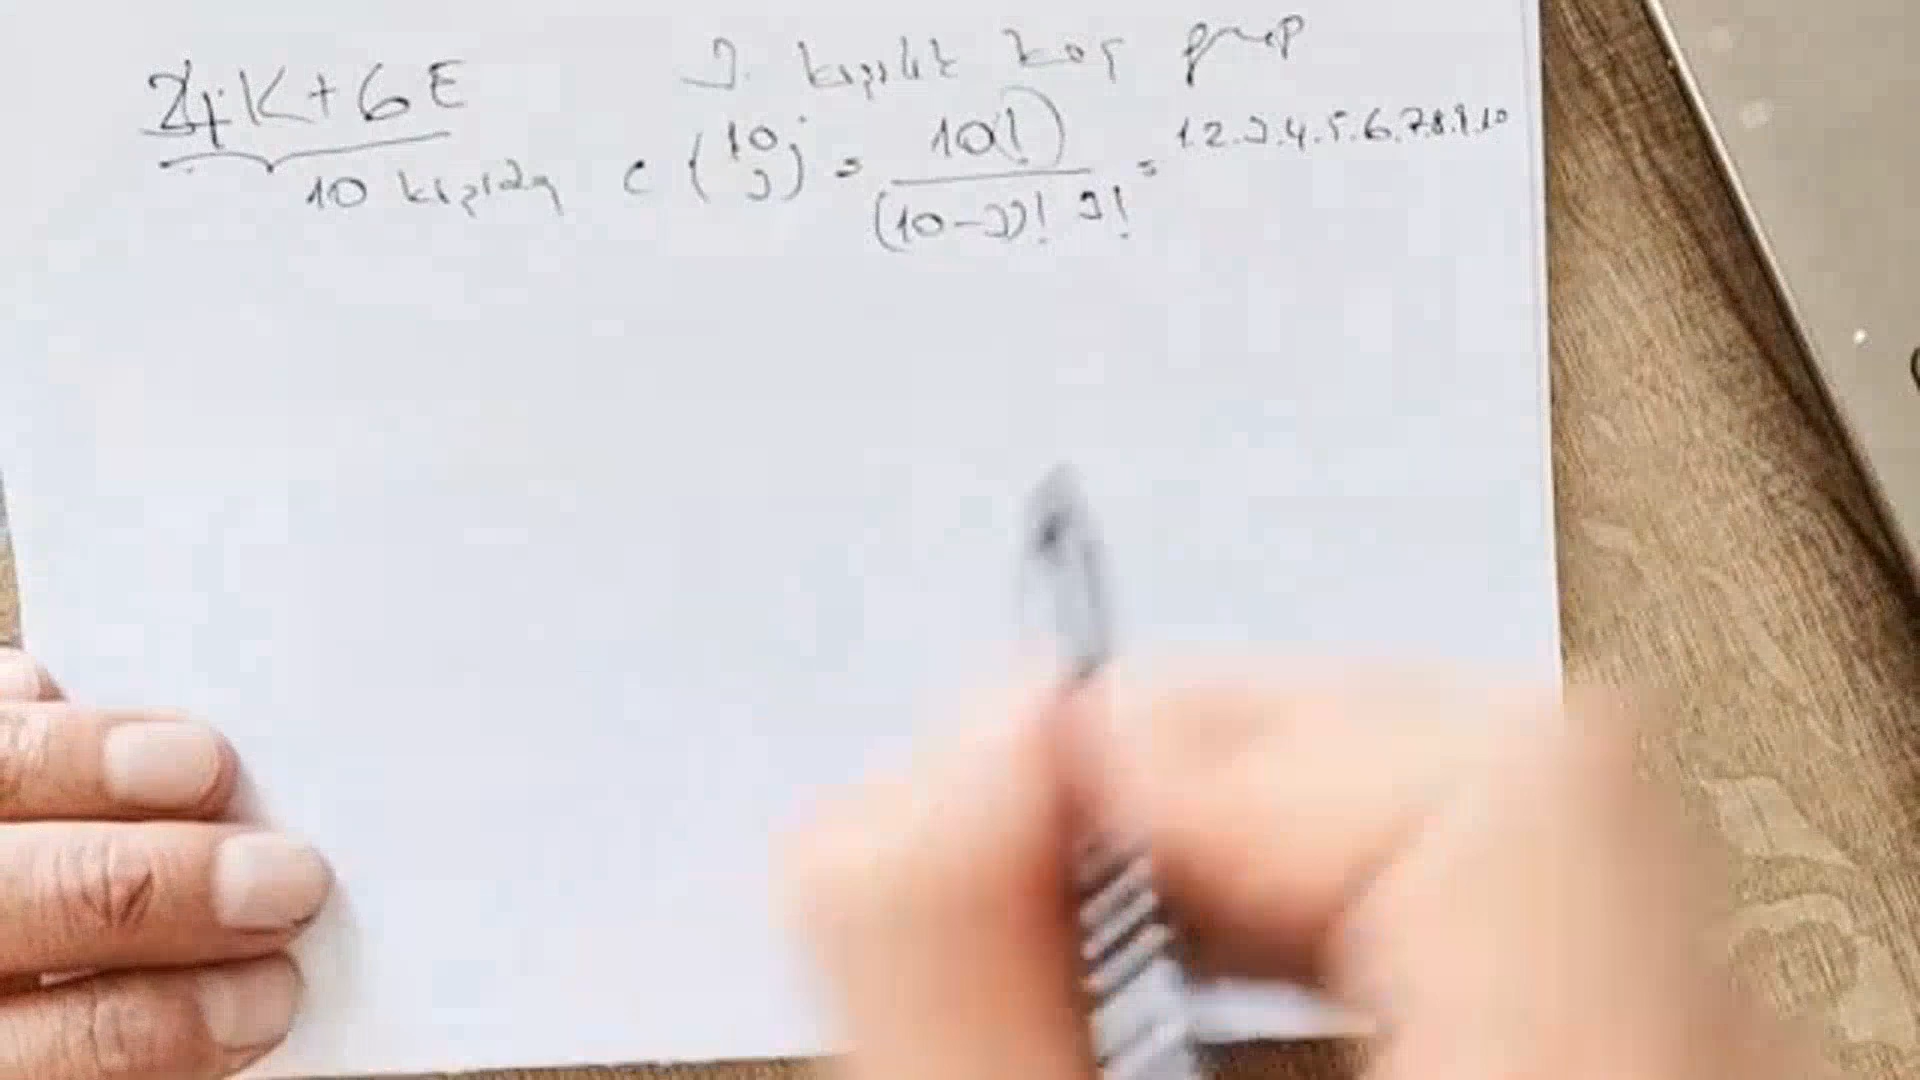 4K+6E
10 kişiden
3 kişilik kaç grup
C(10 3) = 10! / (10-3)! 3! = 1.2.3.4.5.6.7.8.9.10